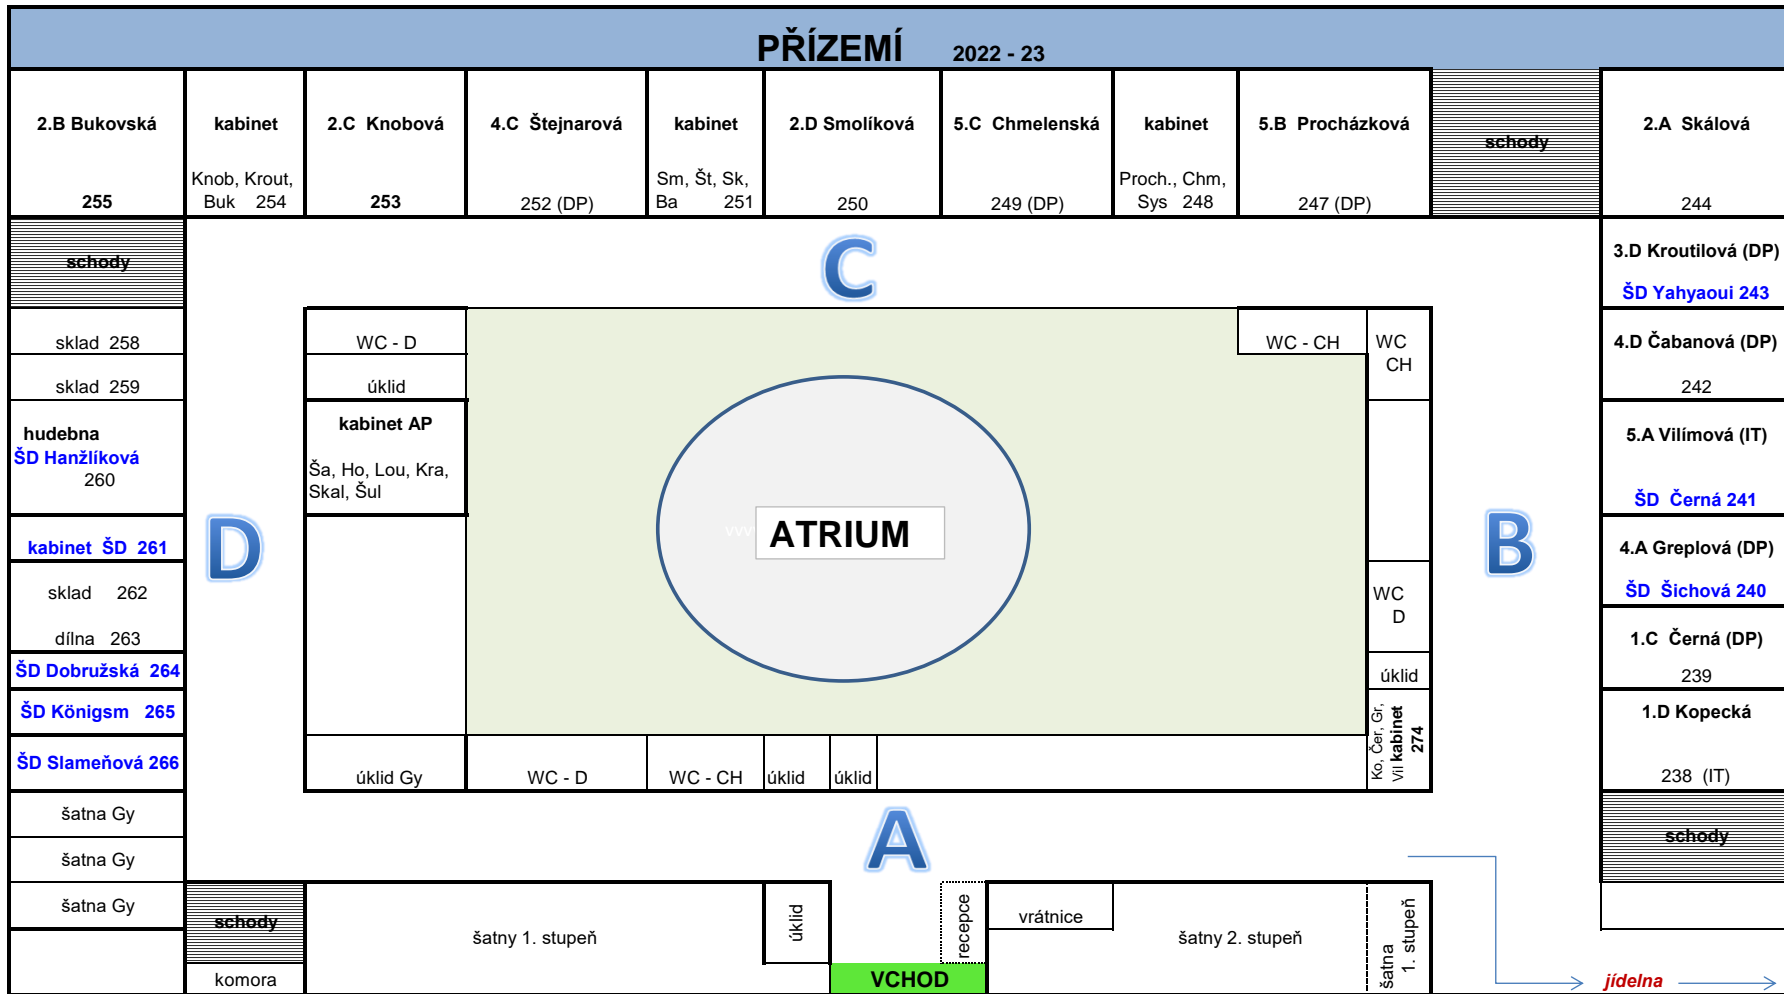 PŘÍZEMÍ 2022 - 23
2.B Bukovská
255
kabinet
Knob, Krout,
Buk 254
2.C Knobová
253
4.C Štejnarová
252 (DP)
kabinet
Sm, Št, Sk,
Ba 251
2.D Smolíková
250
5.C Chmelenská
249 (DP)
kabinet
Proch., Chm,
Sys 248
5.B Procházková
247 (DP)
schody
2.A Skálová
244
schody
C
3.D Kroutilová (DP)
ŠD Yahyaoui 243
sklad 258
WC - D
WC - CH
WC
CH
4.D Čabanová (DP)
242
sklad 259
úklid
hudebna
ŠD Hanžlíková
260
kabinet AP
Ša, Ho, Lou, Kra,
Skal, Šul
5.A Vilímová (IT)
ŠD Černá 241
kabinet ŠD 261
D
ATRIUM
B
4.A Greplová (DP)
ŠD Šichová 240
sklad 262
dílna 263
WC
D
1.C Černá (DP)
239
ŠD Dobružská 264
úklid
ŠD Königsm 265
Ko, Čer, Gr,
Vil kabinet
274
1.D Kopecká
238 (IT)
ŠD Slameňová 266
úklid Gy
WC - D
WC - CH
úklid
úklid
šatna Gy
A
schody
šatna Gy
šatna Gy
schody
komora
šatny 1. stupeň
úklid
recepce
VCHOD
vrátnice
šatny 2. stupeň
šatna
1. stupeň
jídelna